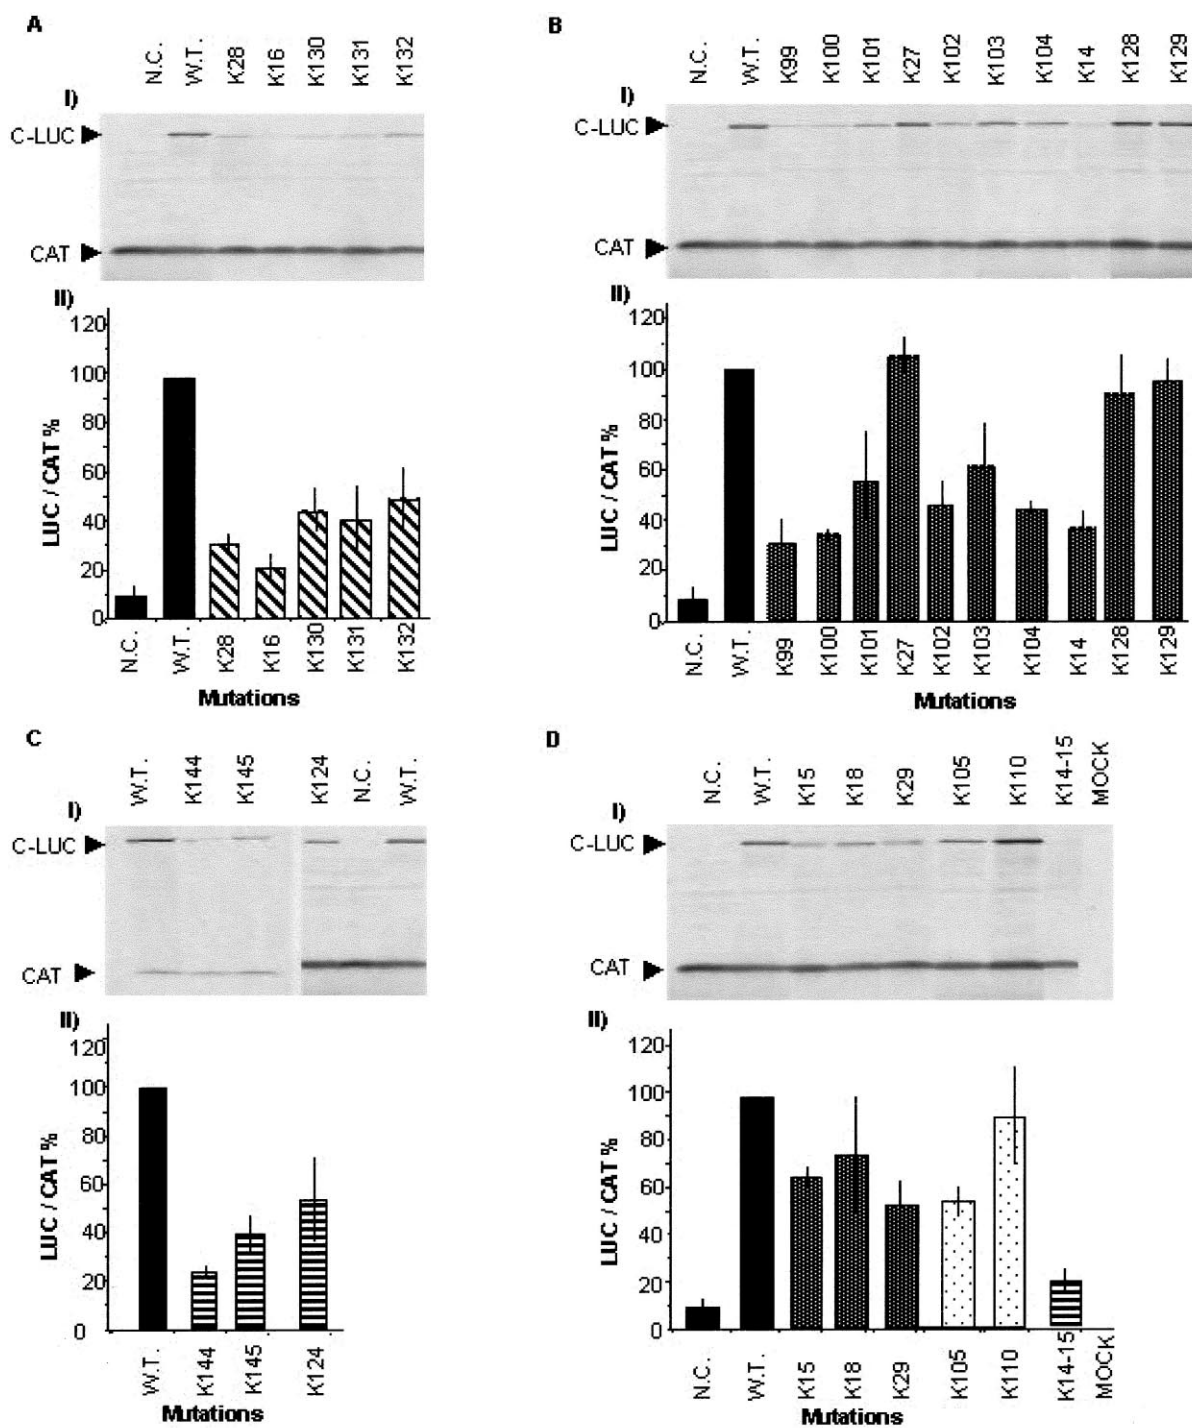 A
N.C. W.T. K28 K16 K130 K131 K132
I)
C-LUC
CAT
II)
120
100
80
60
40
20
0
LUC / CAT %
N.C. W.T. K28 K16 K130 K131 K132
Mutations
B
N.C. W.T. K99 K100 K101 K27 K102 K103 K104 K14 K128 K129
I)
C-LUC
CAT
II)
120
100
80
60
40
20
0
LUC / CAT %
N.C. W.T. K99 K100 K101 K27 K102 K103 K104 K14 K128 K129
Mutations
C
W.T. K144 K145 K124 N.C. W.T.
I)
C-LUC
CAT
II)
120
100
80
60
40
20
0
LUC / CAT %
W.T. K144 K145 K124
Mutations
D
N.C. W.T. K15 K18 K29 K105 K110 K14-15 MOCK
I)
C-LUC
CAT
II)
120
100
80
60
40
20
0
LUC / CAT %
N.C. W.T. K15 K18 K29 K105 K110 K14-15 MOCK
Mutations